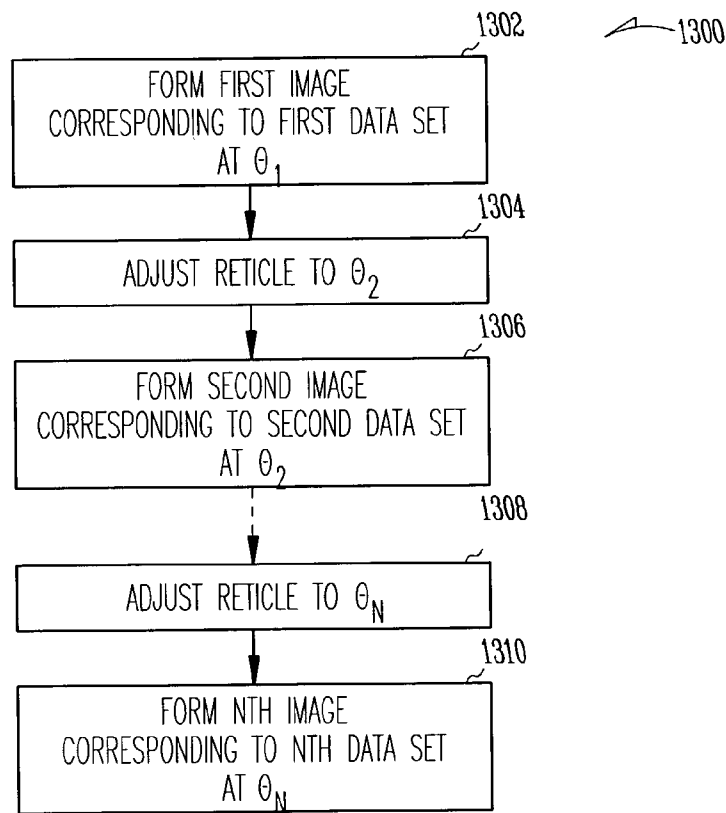 1302
1300
FORM FIRST IMAGE
CORRESPONDING TO FIRST DATA SET
AT θ1
1304
ADJUST RETICLE TO θ2
1306
FORM SECOND IMAGE
CORRESPONDING TO SECOND DATA SET
AT θ2
1308
ADJUST RETICLE TO θN
1310
FORM NTH IMAGE
CORRESPONDING TO NTH DATA SET
AT θN